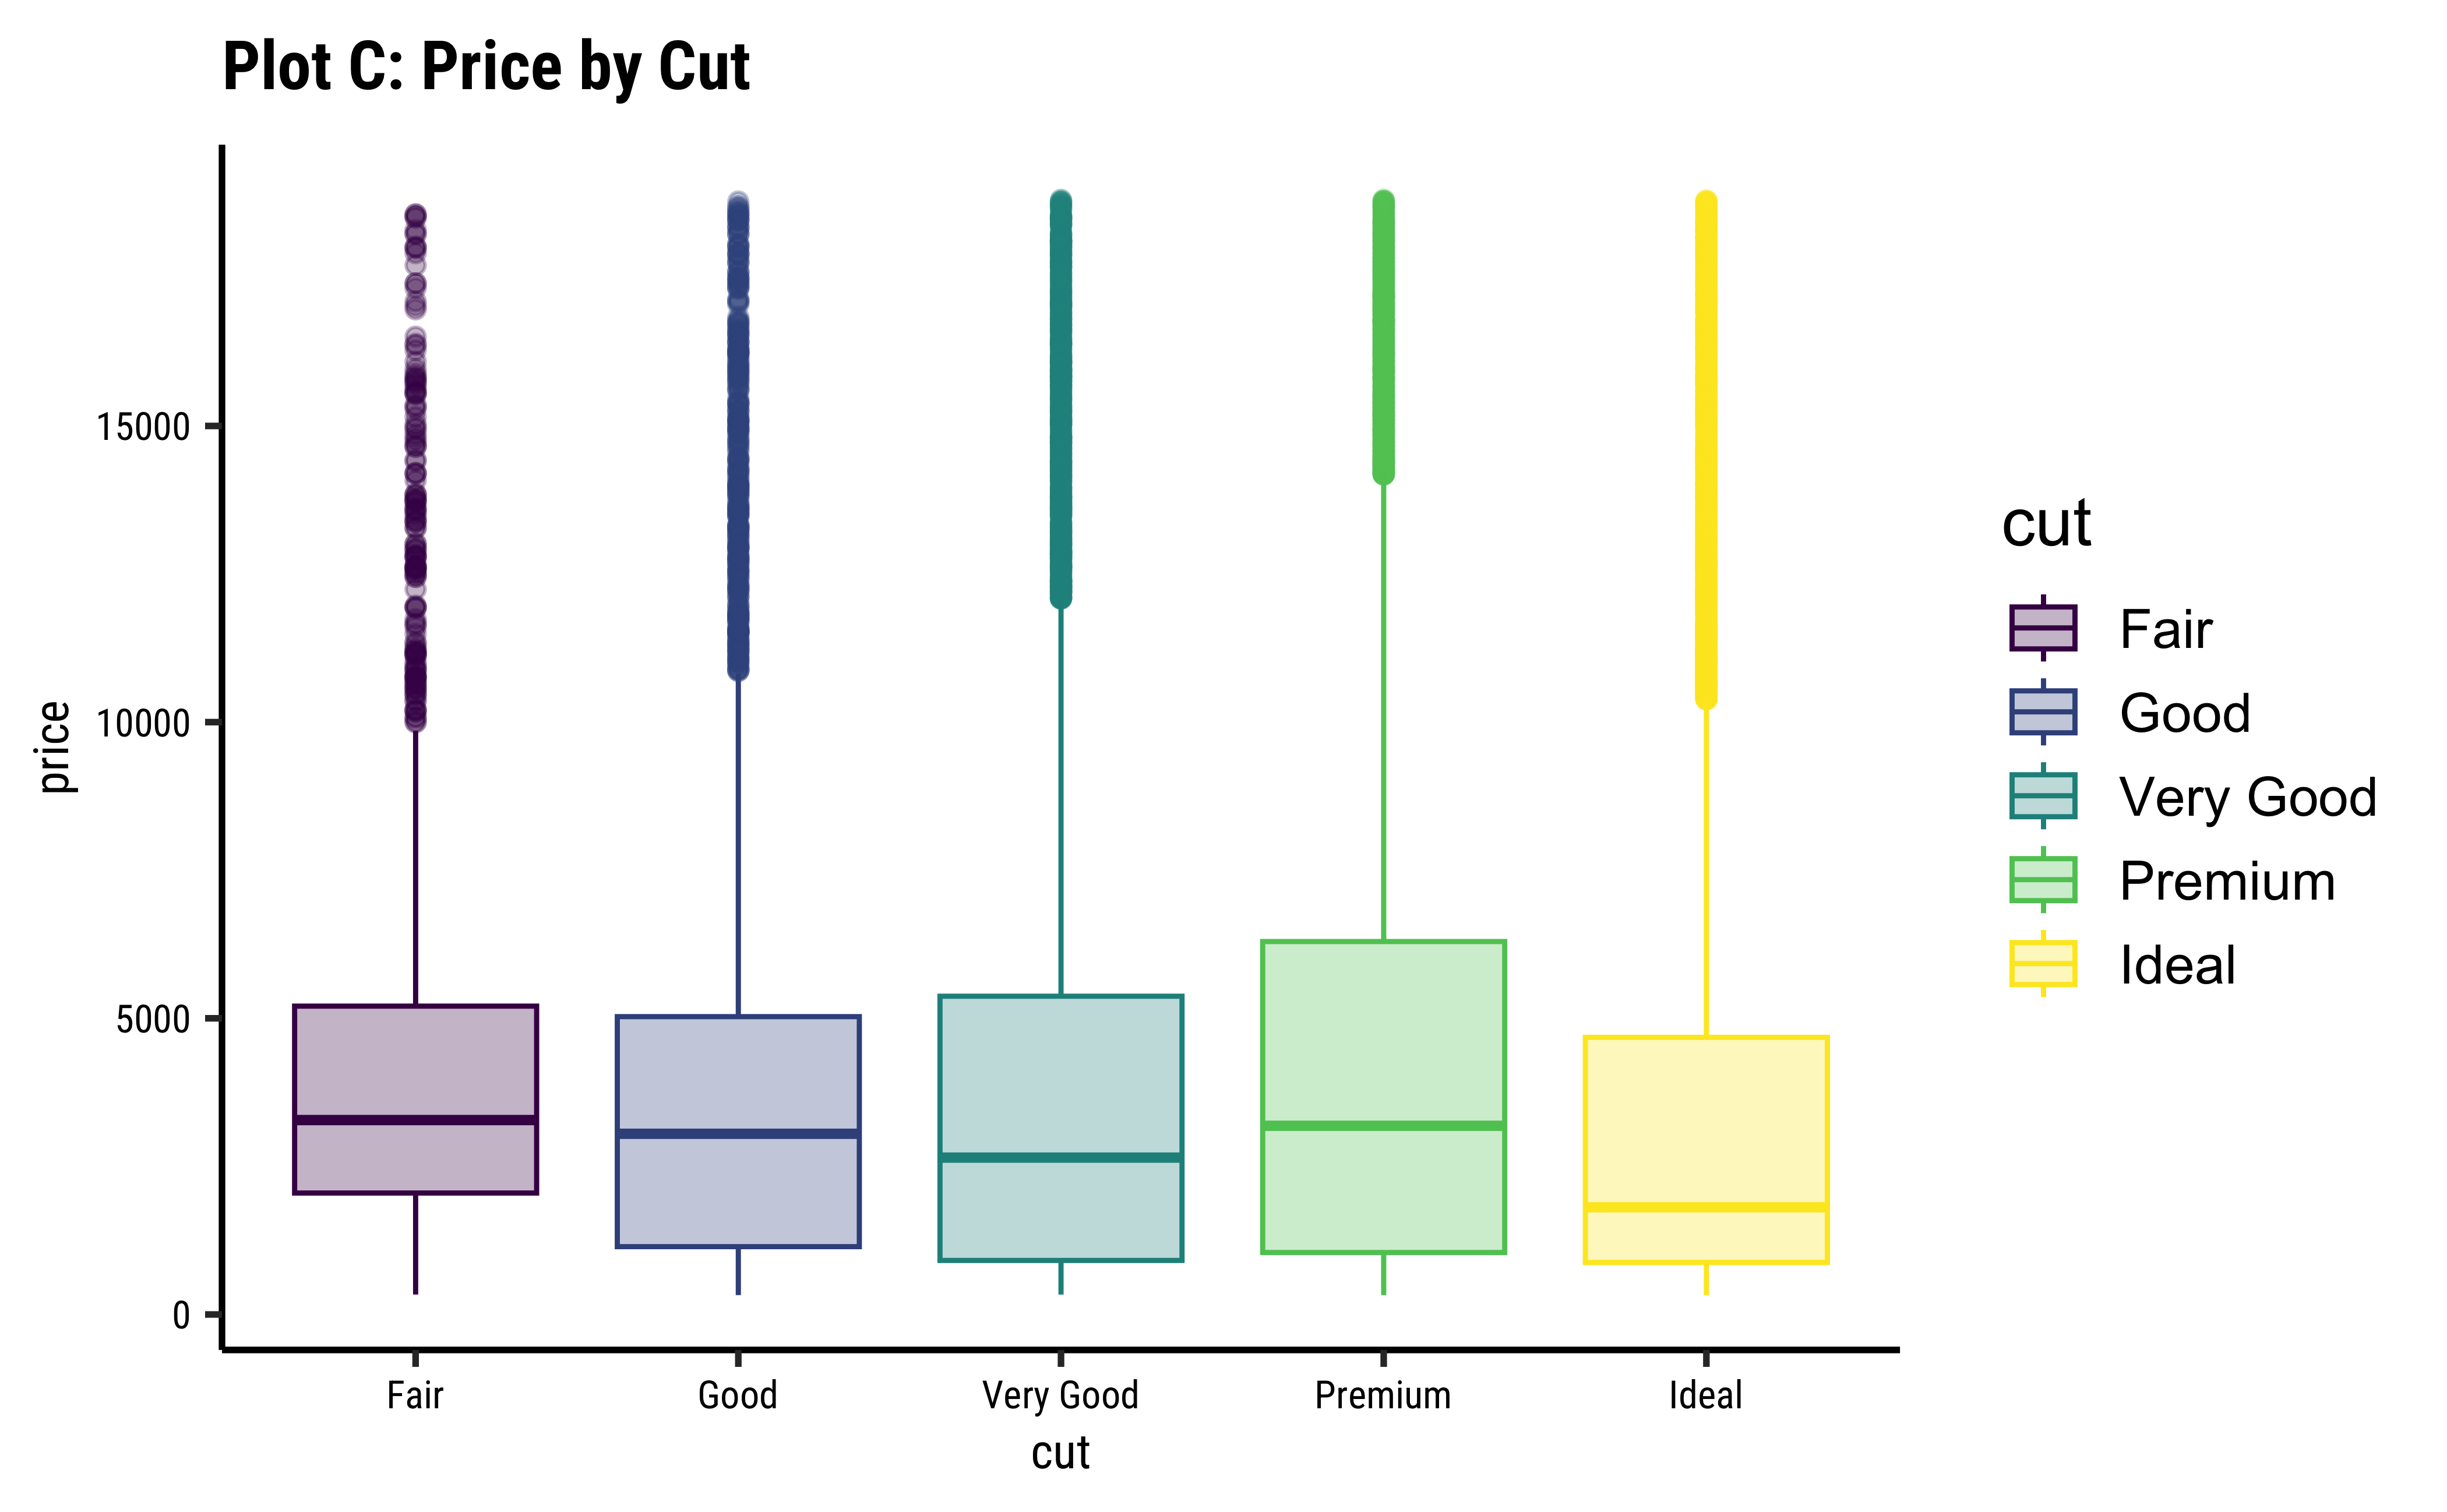 Plot C: Price by Cut
price
15000
10000
5000
0
Fair
Good
Very Good
Premium
Ideal
cut
cut
Fair
Good
Very Good
Premium
Ideal